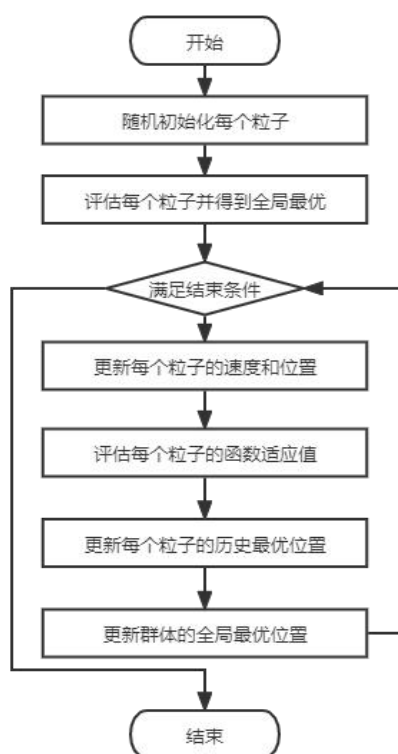 开始
随机初始化每个粒子
评估每个粒子并得到全局最优
满足结束条件
更新每个粒子的速度和位置
评估每个粒子的函数适应值
更新每个粒子的历史最优位置
更新群体的全局最优位置
结束